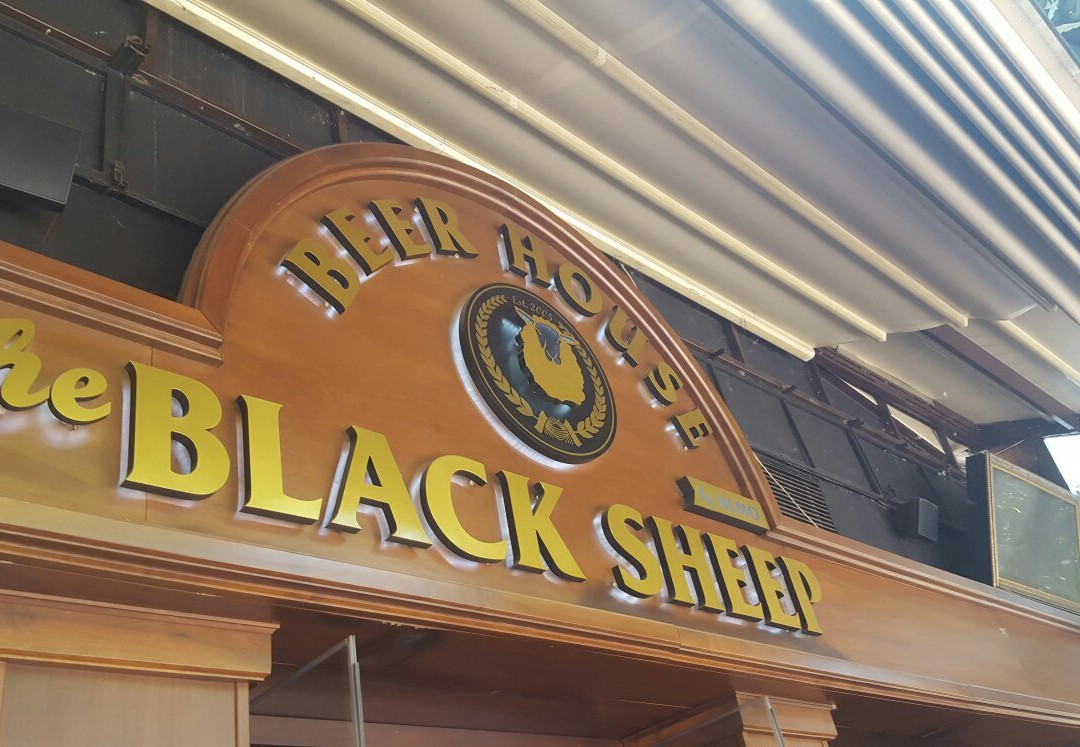 BEER HOUSE
Est. 2005
the BLACK SHEEP